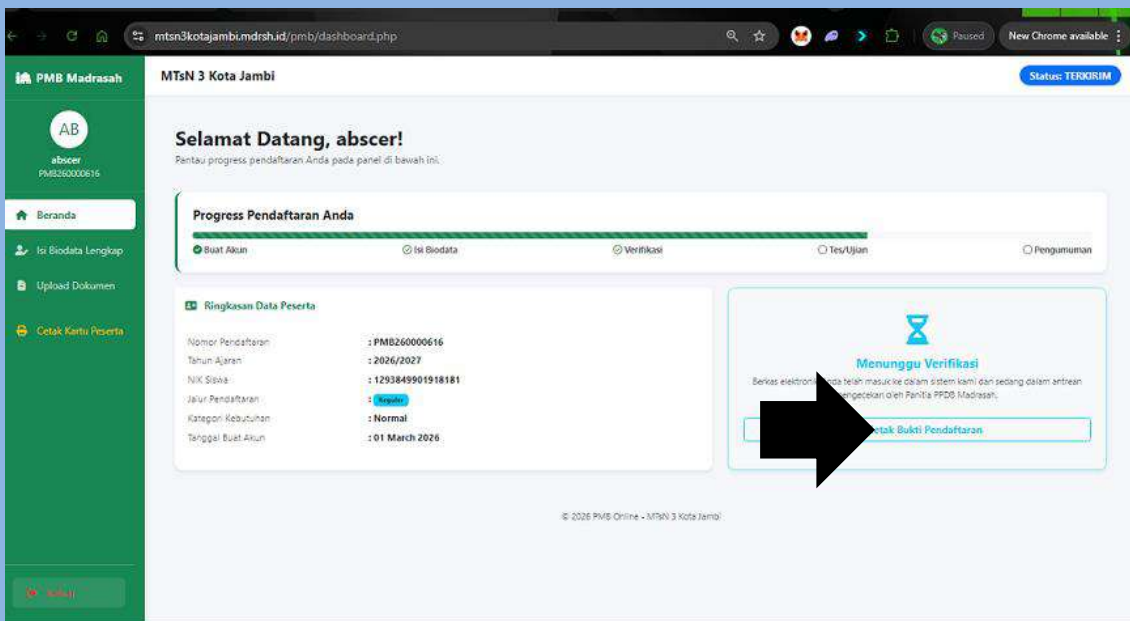 mtsn3kotajambi.mdrsh.id/pmb/dashboard.php
Paused
New Chrome available
PMB Madrasah
MTsN 3 Kota Jambi
Status: TERKIRIM
AB
abscer
PMB260000616
Beranda
Isi Biodata Lengkap
Upload Dokumen
Cetak Kartu Peserta
Selamat Datang, abscer!
Pantau progress pendaftaran Anda pada panel di bawah ini.
Progress Pendaftaran Anda
Buat Akun
Isi Biodata
Verifikasi
Tes/Ujian
Pengumuman
Ringkasan Data Peserta
Nomor Pendaftaran : PMB260000616
Tahun Ajaran : 2026/2027
NIK Siswa : 1293849901918181
Jalur Pendaftaran : Reguler
Kategori Kebutuhan : Normal
Tanggal Buat Akun : 01 March 2026
Menunggu Verifikasi
Berkas elektronik telah masuk ke dalam sistem kami dan sedang dalam antrean
pengecekan oleh Panitia PPDB Madrasah.
etak Bukti Pendaftaran
© 2026 PMB Online - MTsN 3 Kota Jambi